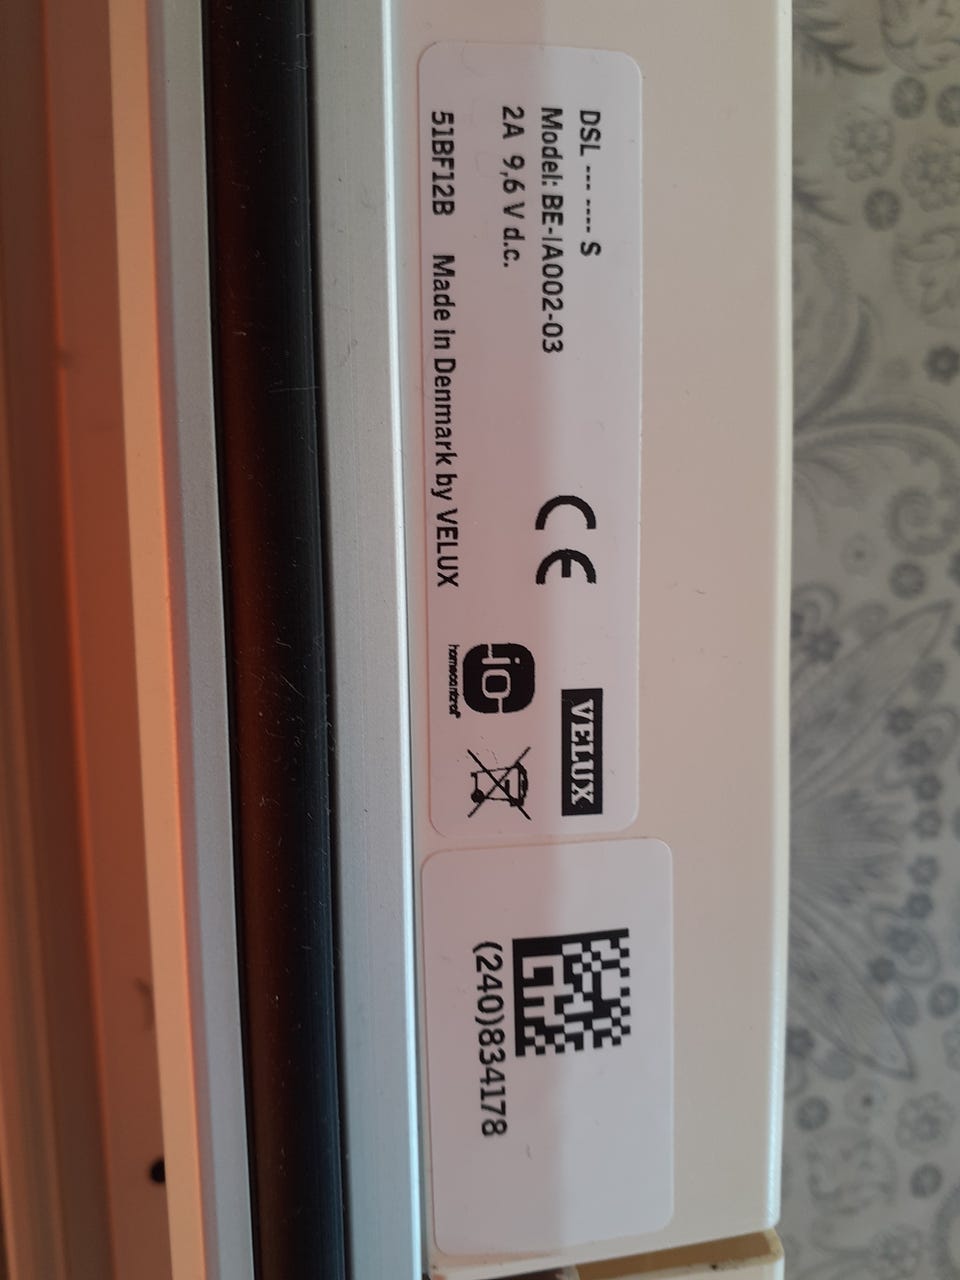 DSL --- ---- S
Model: BE-IA002-03
2A 9,6 V d.c.
51BF12B Made in Denmark by VELUX
CE
VELUX
io
homecontrol®
(240)834178